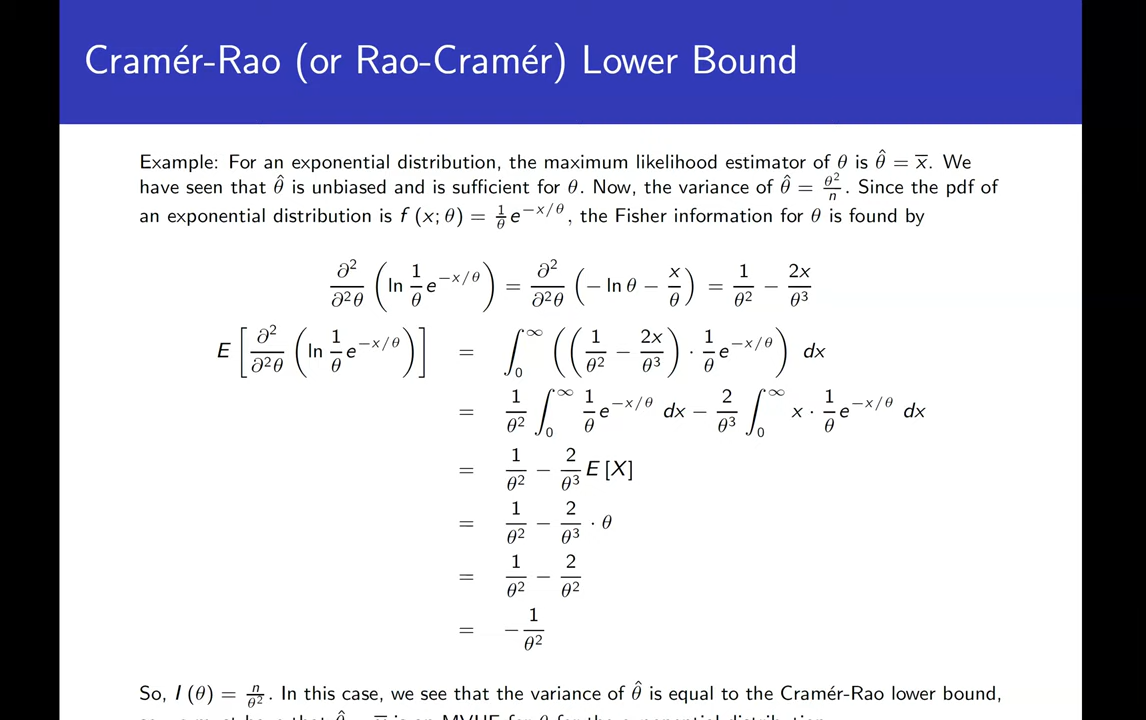 Cramér-Rao (or Rao-Cramér) Lower Bound
Example: For an exponential distribution, the maximum likelihood estimator of θ is θ̂ = x̅. We
have seen that θ̂ is unbiased and is sufficient for θ. Now, the variance of θ̂ = θ²/n. Since the pdf of
an exponential distribution is f (x; θ) = 1/θ e^{−x/θ}, the Fisher information for θ is found by
∂²/∂²θ (ln 1/θ e^{−x/θ}) = ∂²/∂²θ (− ln θ − x/θ) = 1/θ² − 2x/θ³
E [∂²/∂²θ (ln 1/θ e^{−x/θ})] = ∫₀^∞ ((1/θ² − 2x/θ³) · 1/θ e^{−x/θ}) dx
= 1/θ² ∫₀^∞ 1/θ e^{−x/θ} dx − 2/θ³ ∫₀^∞ x · 1/θ e^{−x/θ} dx
= 1/θ² − 2/θ³ E [X]
= 1/θ² − 2/θ³ · θ
= 1/θ² − 2/θ²
= −1/θ²
So, I (θ) = n/θ². In this case, we see that the variance of θ̂ is equal to the Cramér-Rao lower bound,